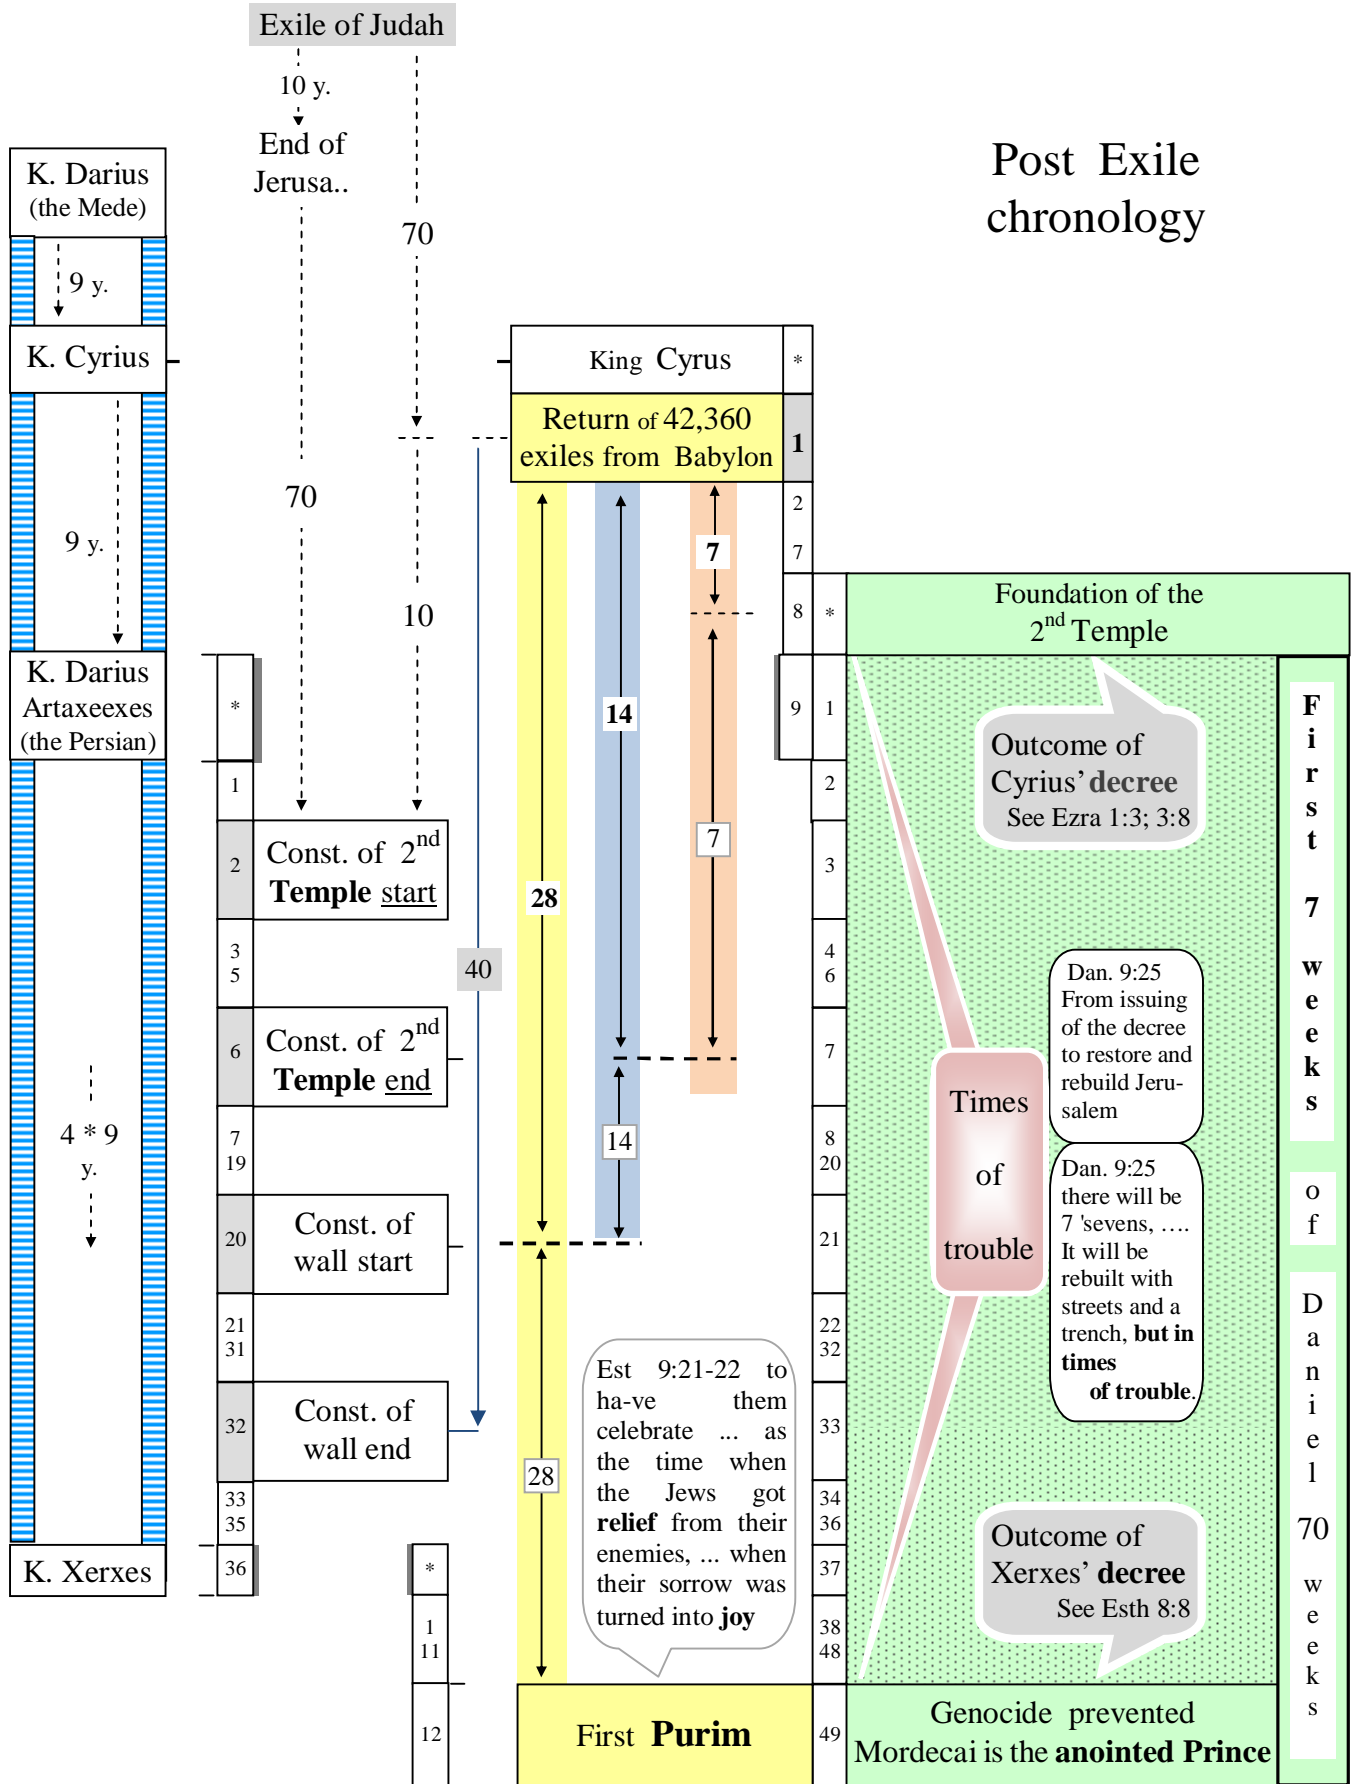 Exile of Judah
10 y.
End of
Jerusa..
70
70
10
Post Exile
chronology
K. Darius
(the Mede)
9 y.
K. Cyrius
9 y.
K. Darius
Artaxeexes
(the Persian)
4 * 9
y.
K. Xerxes
King Cyrus
*
Return of 42,360
exiles from Babylon
1
2
7
8
*
9
1
2
3
4
6
7
8
20
21
22
32
33
34
36
37
38
48
49
*
1
2
Const. of 2nd
Temple start
3
5
6
Const. of 2nd
Temple end
7
19
20
Const. of
wall start
21
31
32
Const. of
wall end
33
35
36
*
1
11
12
40
28
14
7
7
14
28
Est 9:21-22 to
ha-ve them
celebrate ... as
the time when
the Jews got
relief from their
enemies, ... when
their sorrow was
turned into joy
First Purim
Foundation of the
2nd Temple
Outcome of
Cyrius’ decree
See Ezra 1:3; 3:8
Times
of
trouble
Dan. 9:25
From issuing
of the decree
to restore and
rebuild Jeru-
salem
Dan. 9:25
there will be
7 'sevens, ….
It will be
rebuilt with
streets and a
trench, but in
times
of trouble.
Outcome of
Xerxes’ decree
See Esth 8:8
Genocide prevented
Mordecai is the anointed Prince
First 7 weeks of Daniel 70 weeks